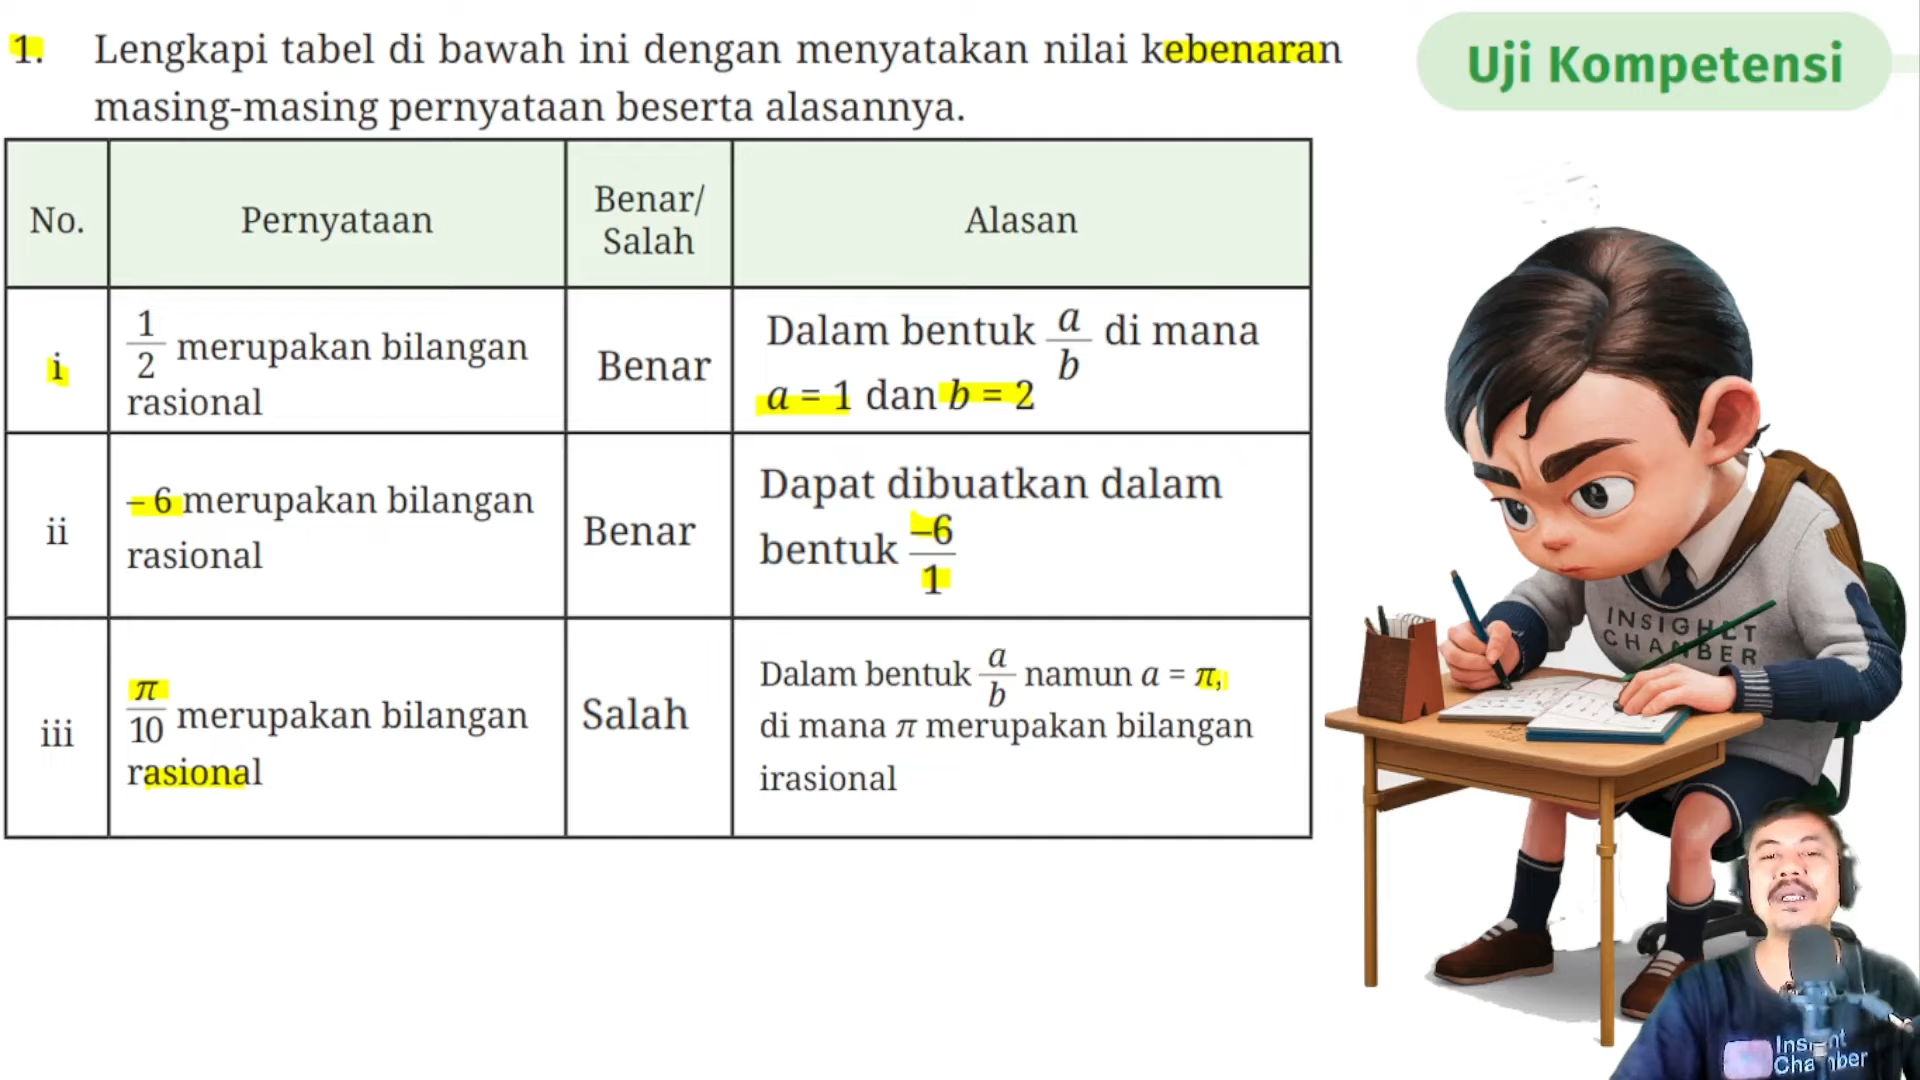 1. Lengkapi tabel di bawah ini dengan menyatakan nilai kebenaran
masing-masing pernyataan beserta alasannya.
Uji Kompetensi
No.
Pernyataan
Benar/
Salah
Alasan
i
1/2 merupakan bilangan
rasional
Benar
Dalam bentuk a/b di mana
a = 1 dan b = 2
ii
– 6 merupakan bilangan
rasional
Benar
Dapat dibuatkan dalam
bentuk –6/1
iii
π/10 merupakan bilangan
rasional
Salah
Dalam bentuk a/b namun a = π,
di mana π merupakan bilangan
irasional
INSIGHET
CHAMBER